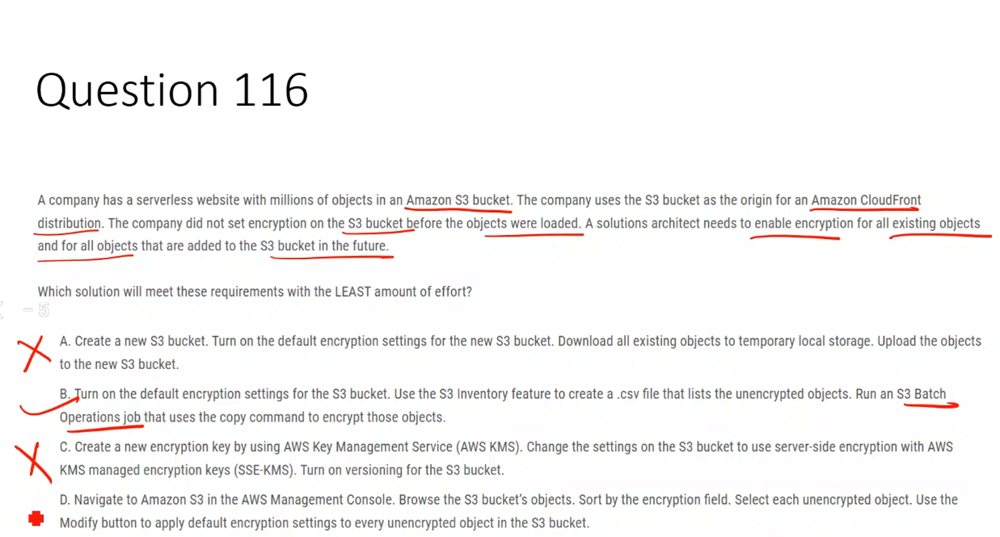 Question 116
A company has a serverless website with millions of objects in an Amazon S3 bucket. The company uses the S3 bucket as the origin for an Amazon CloudFront
distribution. The company did not set encryption on the S3 bucket before the objects were loaded. A solutions architect needs to enable encryption for all existing objects
and for all objects that are added to the S3 bucket in the future.
Which solution will meet these requirements with the LEAST amount of effort?
- 5
A. Create a new S3 bucket. Turn on the default encryption settings for the new S3 bucket. Download all existing objects to temporary local storage. Upload the objects
to the new S3 bucket.
B. Turn on the default encryption settings for the S3 bucket. Use the S3 Inventory feature to create a .csv file that lists the unencrypted objects. Run an S3 Batch
Operations job that uses the copy command to encrypt those objects.
C. Create a new encryption key by using AWS Key Management Service (AWS KMS). Change the settings on the S3 bucket to use server-side encryption with AWS
KMS managed encryption keys (SSE-KMS). Turn on versioning for the S3 bucket.
D. Navigate to Amazon S3 in the AWS Management Console. Browse the S3 bucket's objects. Sort by the encryption field. Select each unencrypted object. Use the
Modify button to apply default encryption settings to every unencrypted object in the S3 bucket.